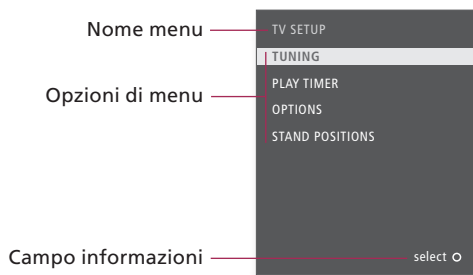 Nome menu
TV SETUP
TUNING
PLAY TIMER
Opzioni di menu
OPTIONS
STAND POSITIONS
Campo informazioni
select